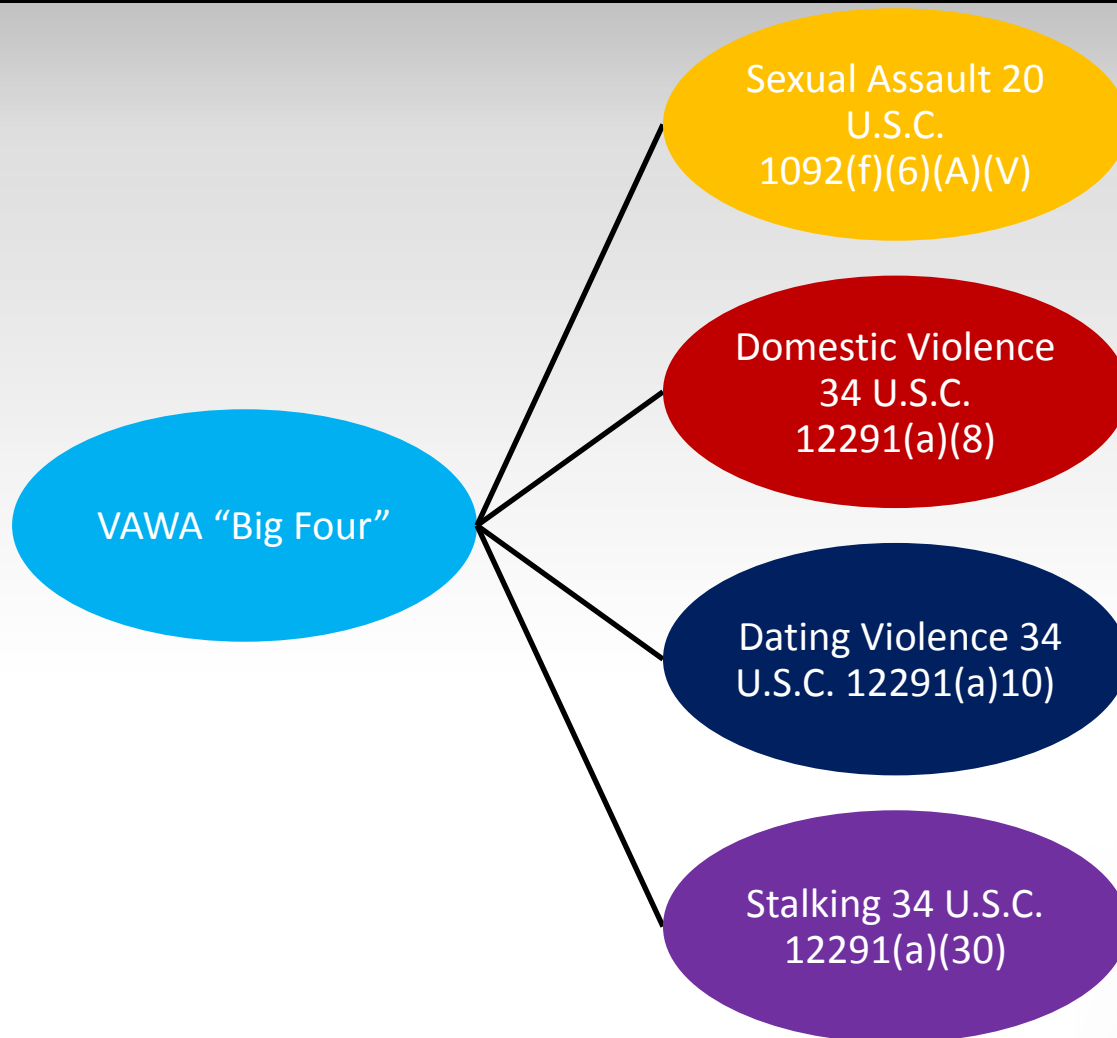 Sexual Assault 20
U.S.C.
1092(f)(6)(A)(V)
Domestic Violence
34 U.S.C.
12291(a)(8)
VAWA “Big Four”
Dating Violence 34
U.S.C. 12291(a)10)
Stalking 34 U.S.C.
12291(a)(30)